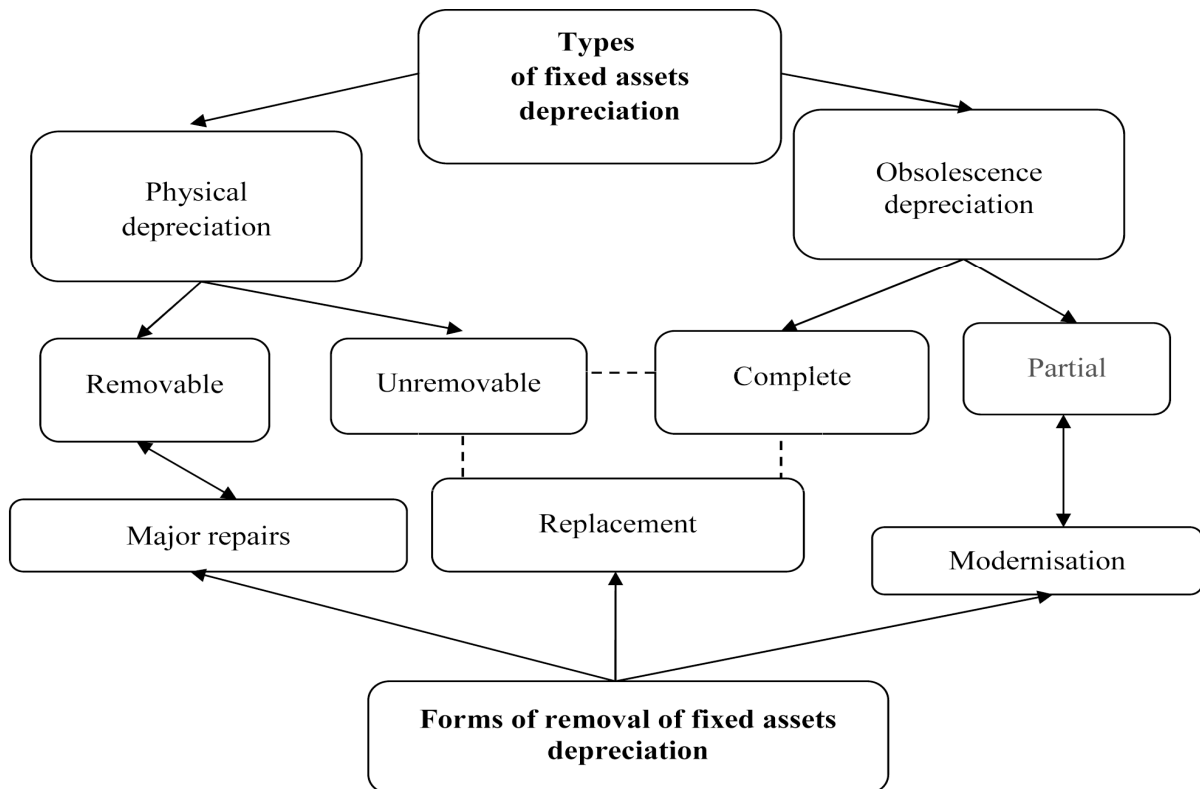 Types
of fixed assets
depreciation
Physical
depreciation
Obsolescence
depreciation
Removable
Unremovable
Complete
Partial
Major repairs
Replacement
Modernisation
Forms of removal of fixed assets
depreciation